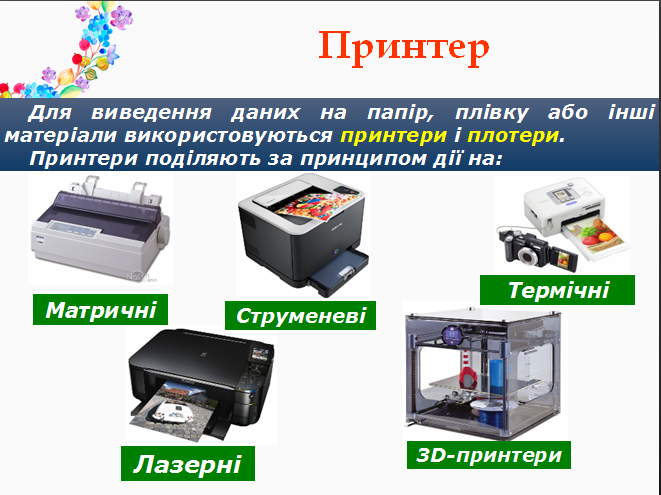 Принтер
Для виведення даних на папір, плівку або інші
матеріали використовуються принтери і плотери.
Принтери поділяють за принципом дії на:
Матричні
Струменеві
Термічні
Лазерні
3D-принтери